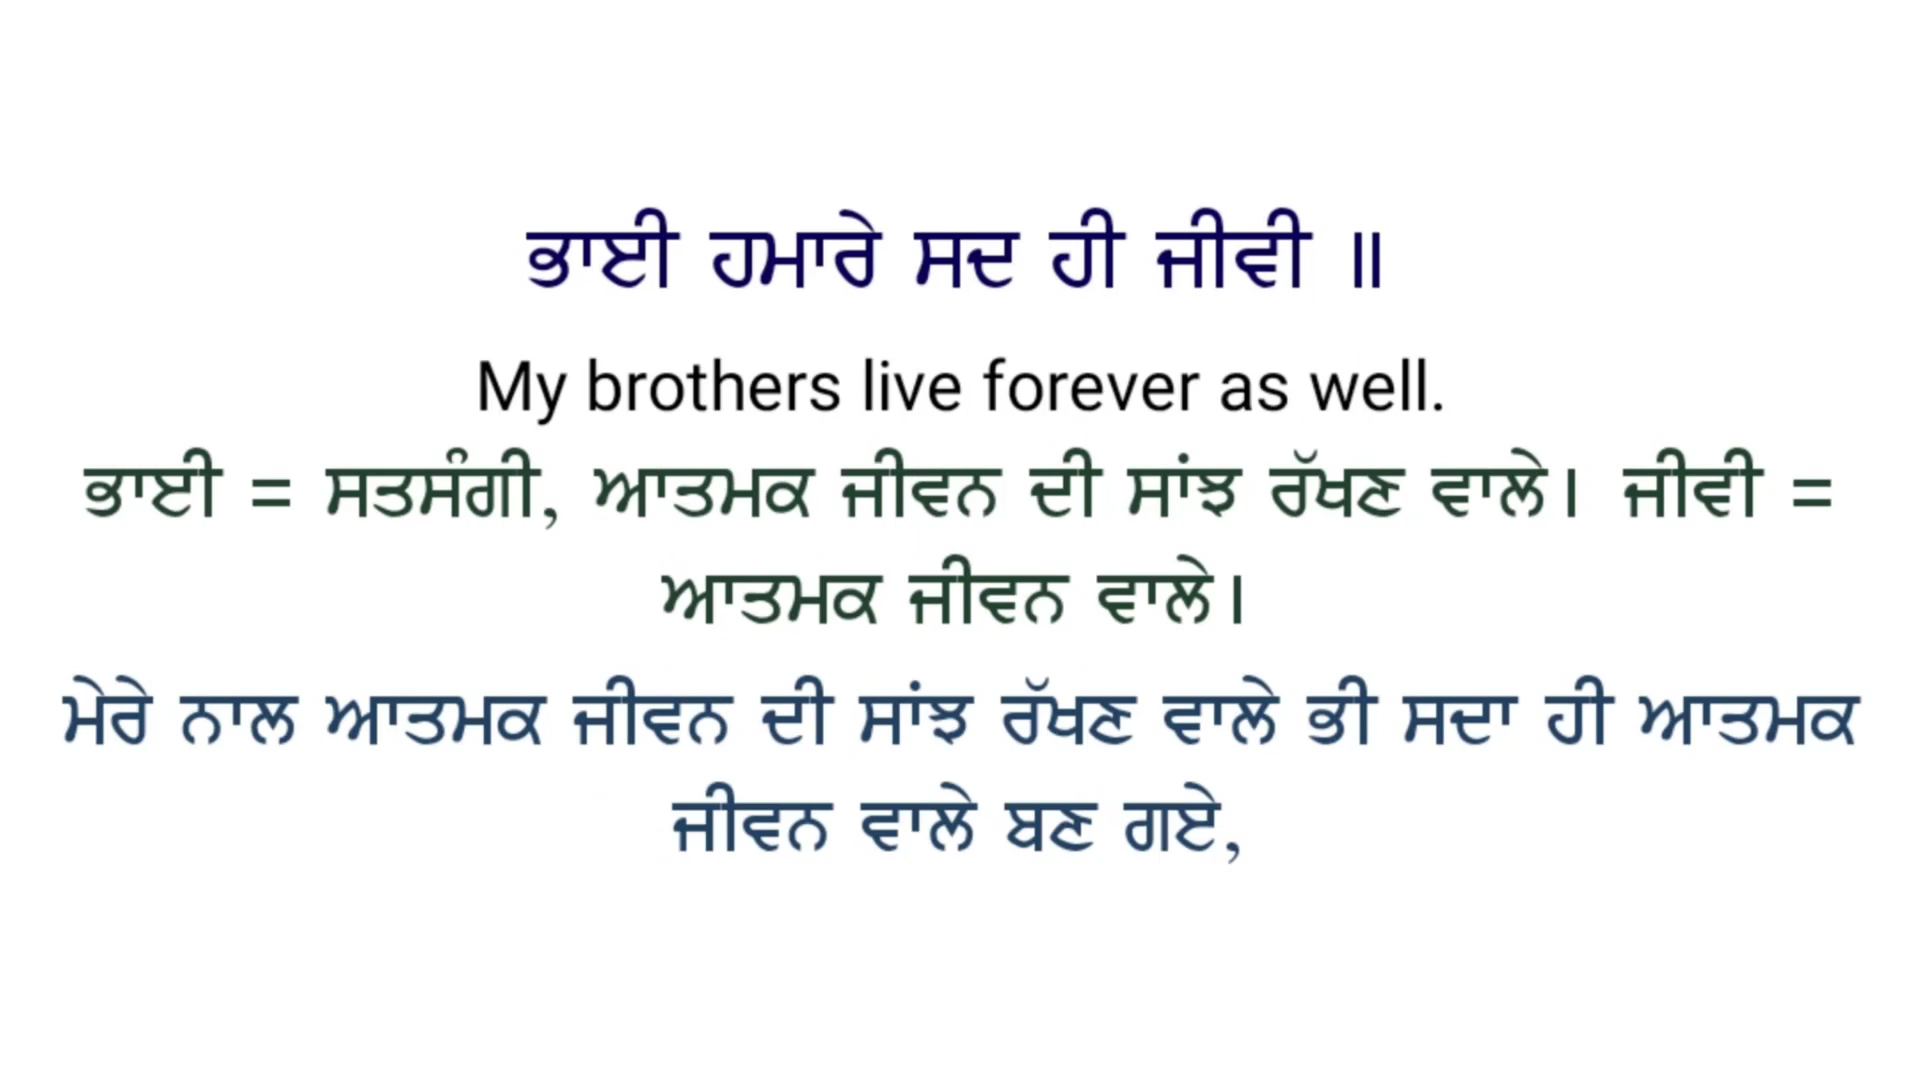 ਭਾਈ ਹਮਾਰੇ ਸਦ ਹੀ ਜੀਵੀ ॥
My brothers live forever as well.
ਭਾਈ = ਸਤਸੰਗੀ, ਆਤਮਕ ਜੀਵਨ ਦੀ ਸਾਂਝ ਰੱਖਣ ਵਾਲੇ। ਜੀਵੀ =
ਆਤਮਕ ਜੀਵਨ ਵਾਲੇ।
ਮੇਰੇ ਨਾਲ ਆਤਮਕ ਜੀਵਨ ਦੀ ਸਾਂਝ ਰੱਖਣ ਵਾਲੇ ਭੀ ਸਦਾ ਹੀ ਆਤਮਕ
ਜੀਵਨ ਵਾਲੇ ਬਣ ਗਏ,